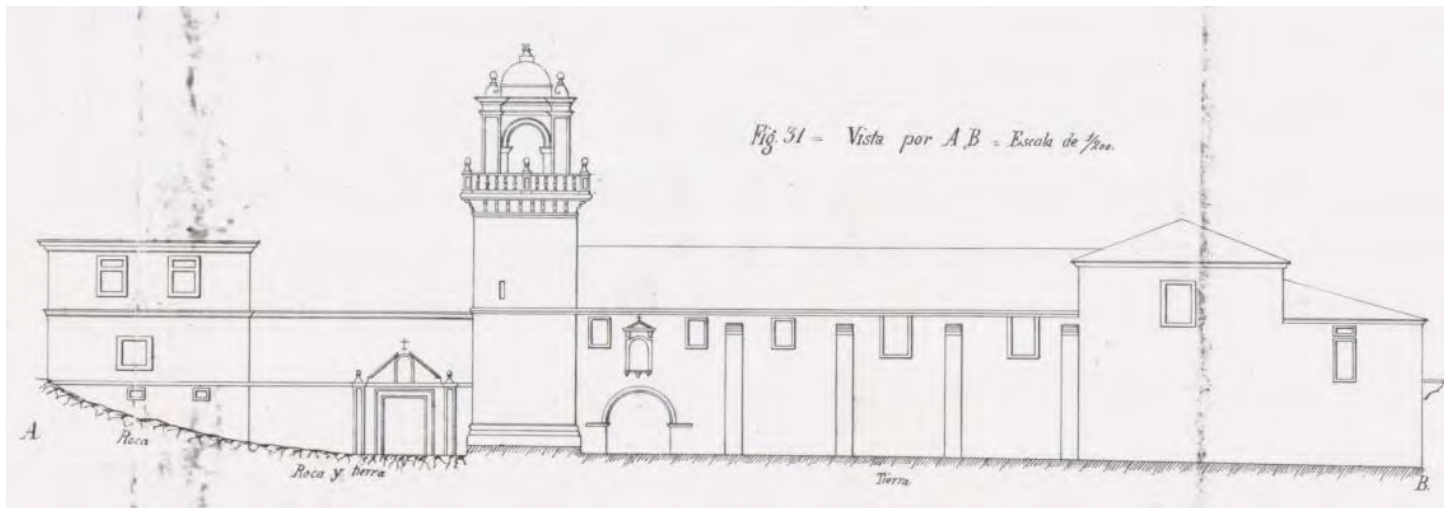 Fig. 31 = Vista por A,B = Escala de 1/200.
A.
Roca
Roca y tierra
Tierra
B.